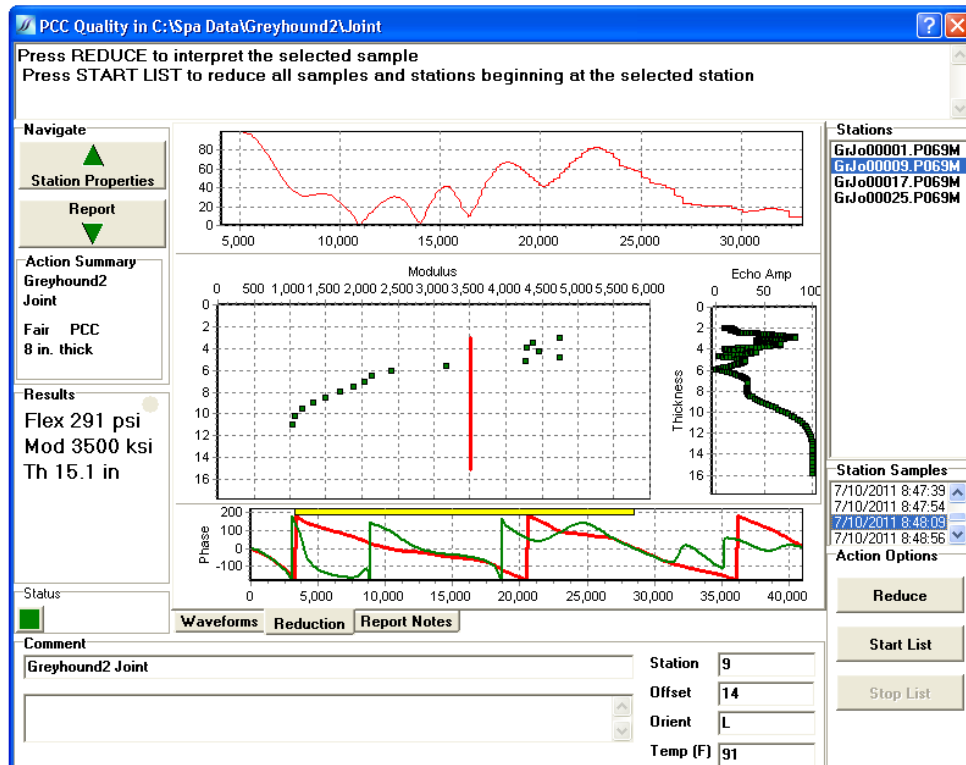 PCC Quality in C:\Spa Data\Greyhound2\Joint
Press REDUCE to interpret the selected sample
Press START LIST to reduce all samples and stations beginning at the selected station
Navigate
Station Properties
Report
Action Summary
Greyhound2
Joint
Fair PCC
8 in. thick
Results
Flex 291 psi
Mod 3500 ksi
Th 15.1 in
Status
80
60
40
20
0
5,000 10,000 15,000 20,000 25,000 30,000
Modulus
0 500 1,000 1,500 2,000 2,500 3,000 3,500 4,000 4,500 5,000 6,000
0
2
4
6
8
10
12
14
16
Echo Amp
0 50 100
Thickness
0
2
4
6
8
10
12
14
16
Phase
200
100
0
-100
0 5,000 10,000 15,000 20,000 25,000 30,000 35,000 40,000
Waveforms Reduction Report Notes
Stations
GrJo00001.P069M
GrJo00009.P069M
GrJo00017.P069M
GrJo00025.P069M
Station Samples
7/10/2011 8:47:39
7/10/2011 8:47:54
7/10/2011 8:48:09
7/10/2011 8:48:56
Action Options
Reduce
Start List
Stop List
Comment
Greyhound2 Joint
Station 9
Offset 14
Orient L
Temp (F) 91